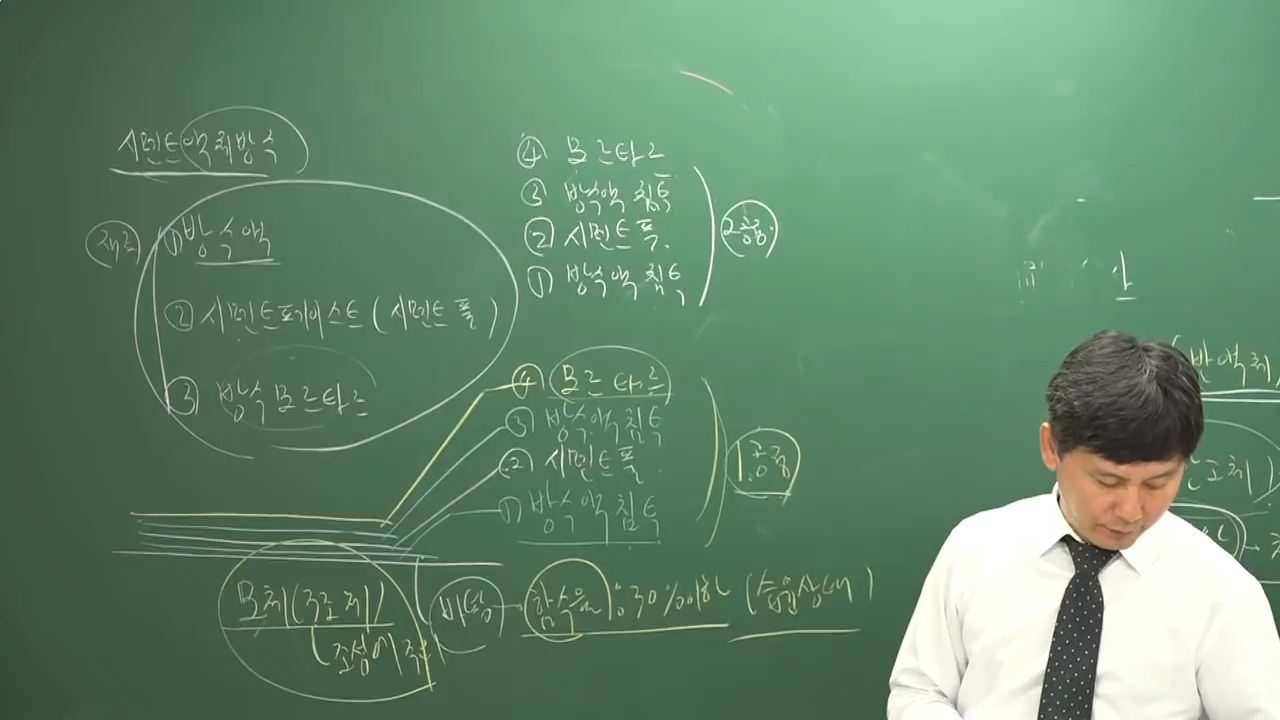 시멘트 액체방수
재료
① 방수액
② 시멘트페이스트 (시멘트 풀)
③ 방수 모르타르
④ 모르타르
③ 방수액 침투
② 시멘트 풀.
① 방수액 침투
2공정
④ 모르타르
③ 방수액 침투
② 시멘트 풀.
① 방수액 침투
1공정
모체(구조체)
바탕
함수율 : 30%이하 (습윤상태)